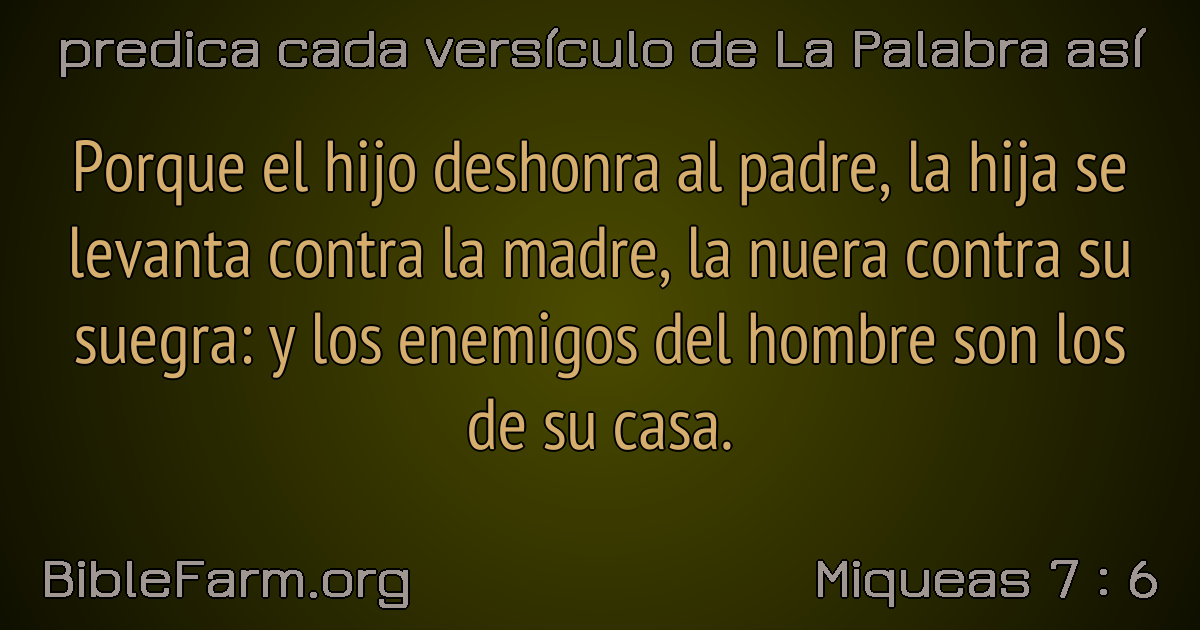 predica cada versículo de La Palabra así
Porque el hijo deshonra al padre, la hija se
levanta contra la madre, la nuera contra su
suegra: y los enemigos del hombre son los
de su casa.
BibleFarm.org
Miqueas 7 : 6